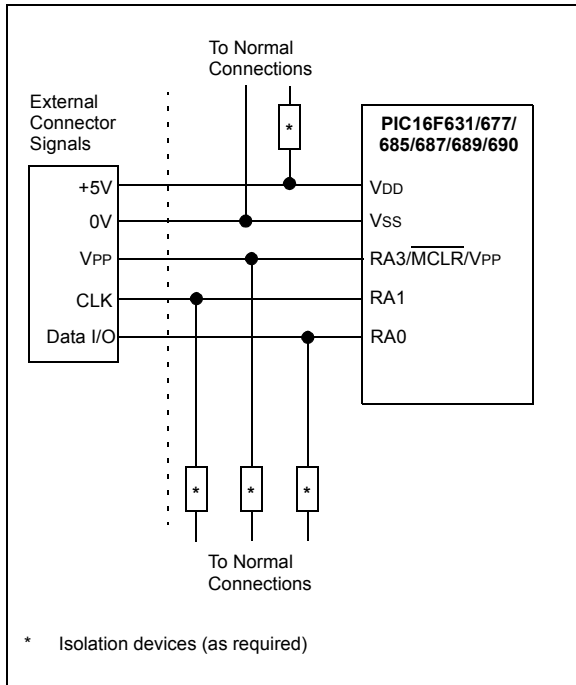 To Normal
Connections
External
Connector
Signals
*
PIC16F631/677/
685/687/689/690
+5V
VDD
0V
VSS
VPP
RA3/MCLR/VPP
CLK
RA1
Data I/O
RA0
* * *
To Normal
Connections
* Isolation devices (as required)